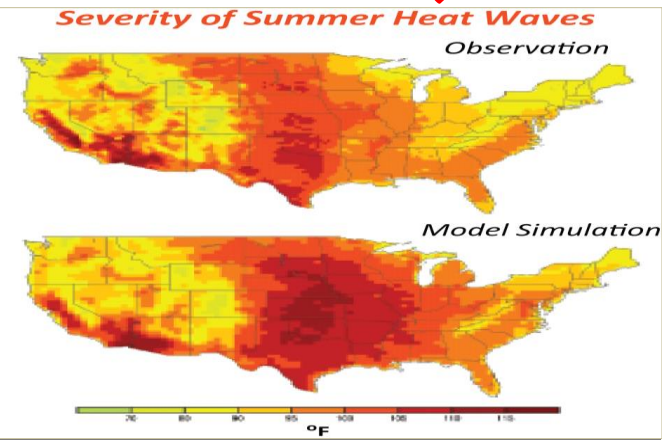 Severity of Summer Heat Waves
Observation
Model Simulation
70 80 90 95 100 105 110 115
°F